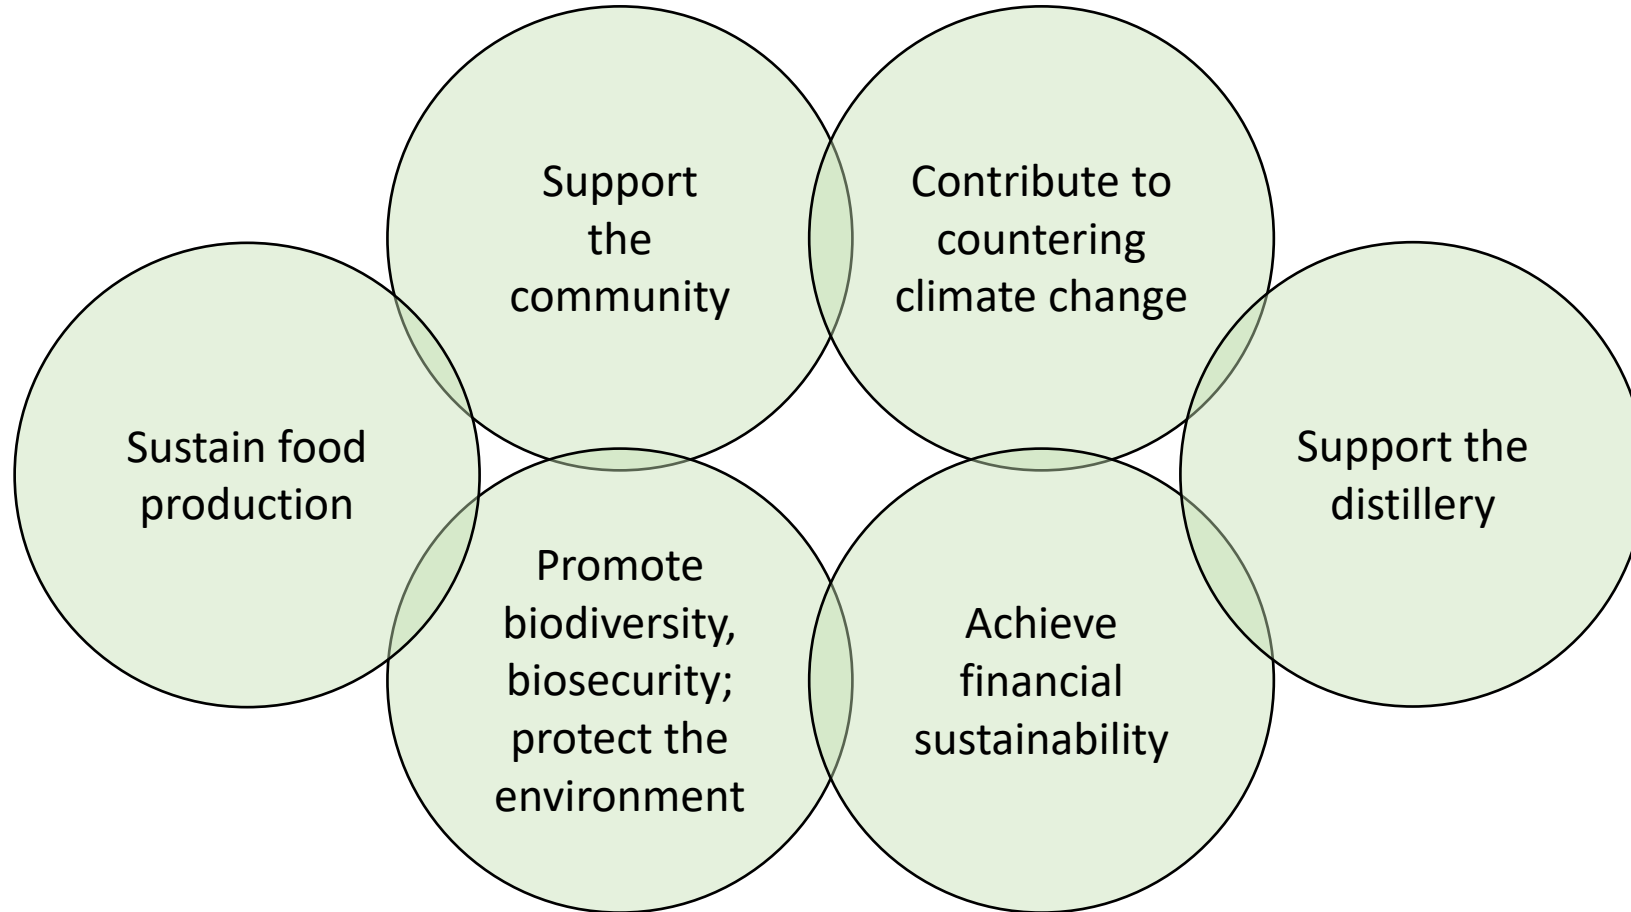 Support
the
community
Contribute to
countering
climate change
Sustain food
production
Support the
distillery
Promote
biodiversity,
biosecurity;
protect the
environment
Achieve
financial
sustainability